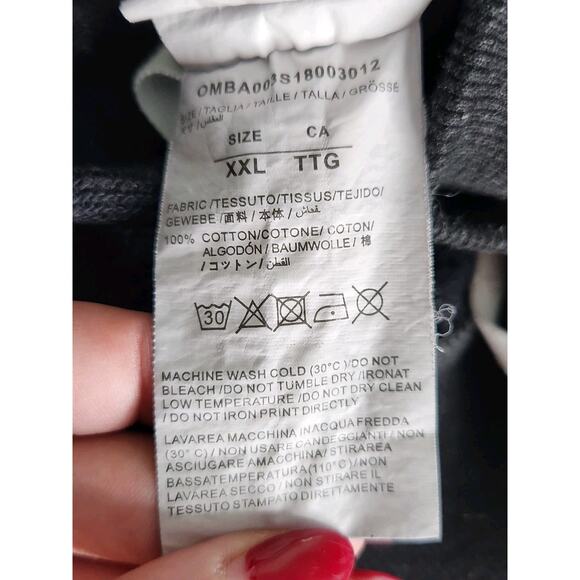 OMBA003S18003012
SIZE/TAGLIA/TAILLE/TALLA/GRÖSSE
SIZE CA
XXL TTG
FABRIC/TESSUTO/TISSUS/TEJIDO/
GEWEBE/面料/本体/قماش/
100% COTTON/COTONE/COTON/
ALGODÓN/BAUMWOLLE/棉
/コットン/القطن
30
MACHINE WASH COLD (30°C)/DO NOT
BLEACH/DO NOT TUMBLE DRY/IRONAT
LOW TEMPERATURE/DO NOT DRY CLEAN
/DO NOT IRON PRINT DIRECTLY
LAVAREA MACCHINA INACQUA FREDDA
(30°C)/NON USARE CANDEGGIANTI/NON
ASCIUGARE AMACCHINA/STIRAREA
BASSATEMPERATURA(110°C)/NON
LAVAREA SECCO/NON STIRARE IL
TESSUTO STAMPATO DIRETTAMENTE